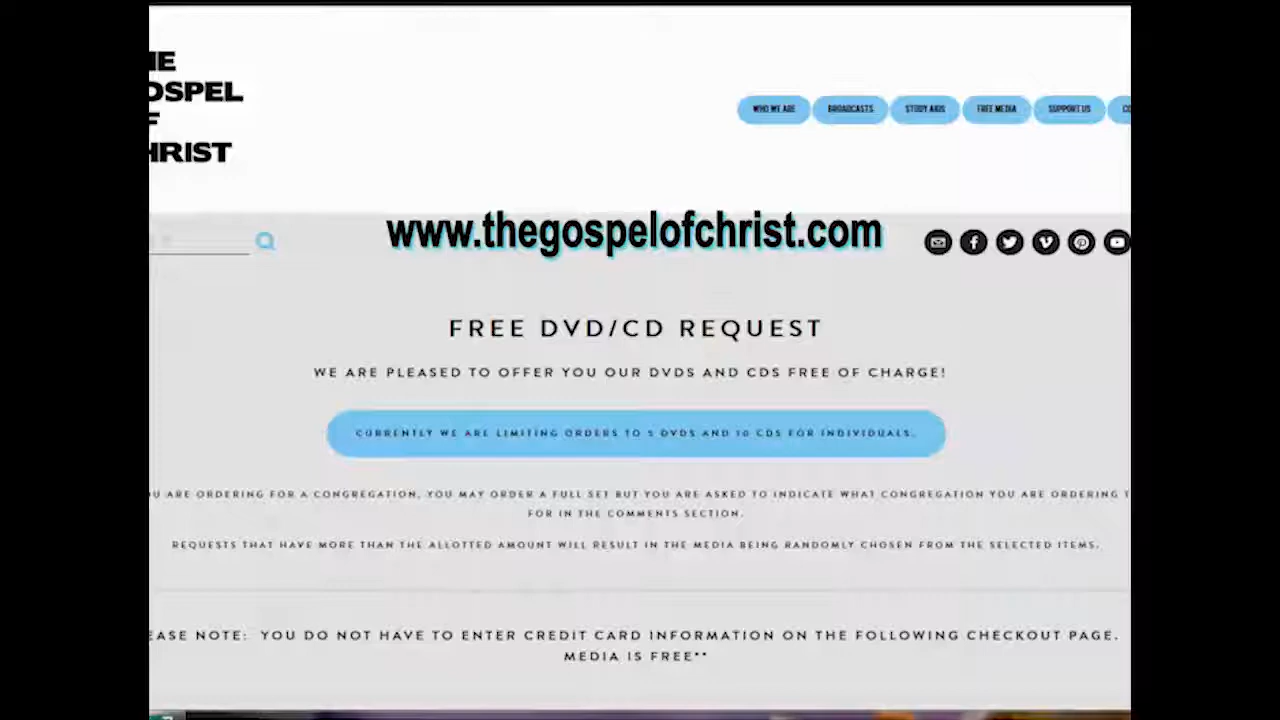 HE
OSPEL
F
HRIST
WHO WE ARE
BROADCASTS
STUDY AIDS
FREE MEDIA
SUPPORT US
CO
www.thegospelofchrist.com
FREE DVD/CD REQUEST
WE ARE PLEASED TO OFFER YOU OUR DVDS AND CDS FREE OF CHARGE!
CURRENTLY WE ARE LIMITING ORDERS TO 5 DVDS AND 10 CDS FOR INDIVIDUALS.
OU ARE ORDERING FOR A CONGREGATION, YOU MAY ORDER A FULL SET BUT YOU ARE ASKED TO INDICATE WHAT CONGREGATION YOU ARE ORDERING T
FOR IN THE COMMENTS SECTION.
REQUESTS THAT HAVE MORE THAN THE ALLOTTED AMOUNT WILL RESULT IN THE MEDIA BEING RANDOMLY CHOSEN FROM THE SELECTED ITEMS.
EASE NOTE: YOU DO NOT HAVE TO ENTER CREDIT CARD INFORMATION ON THE FOLLOWING CHECKOUT PAGE.
MEDIA IS FREE**